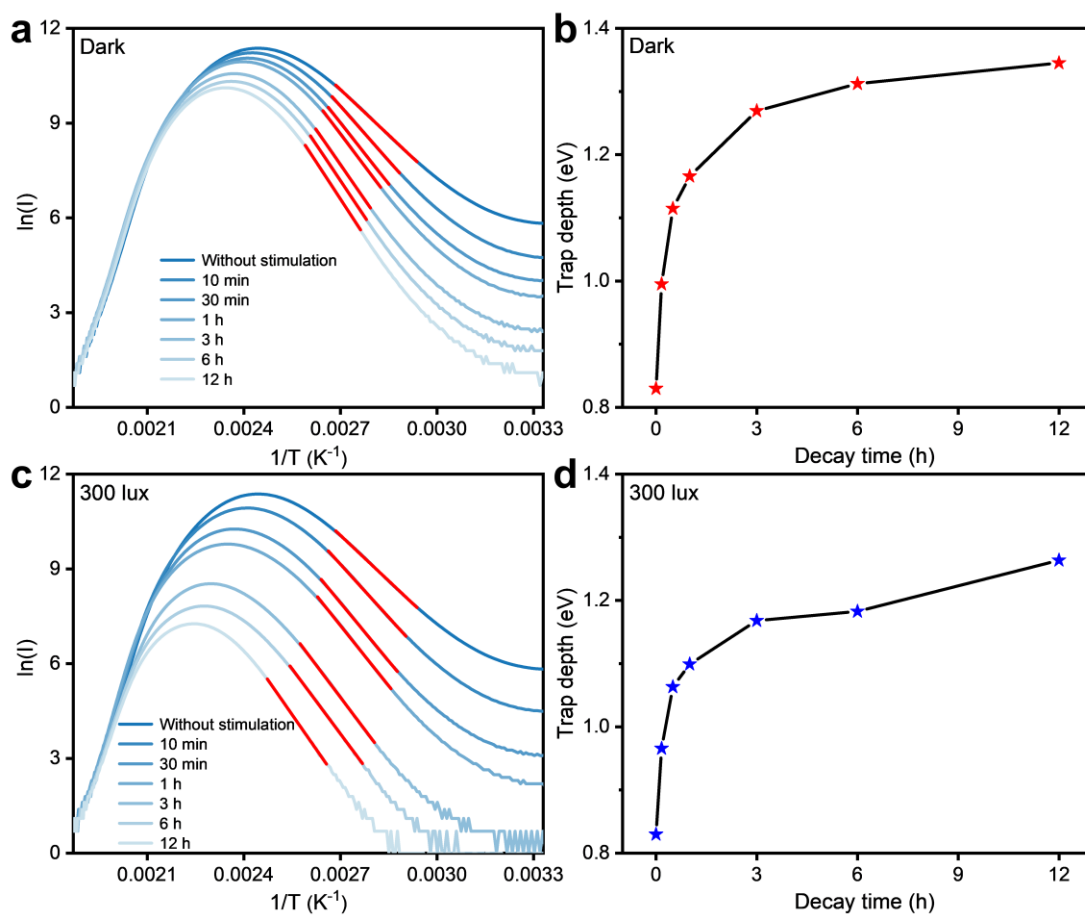 a
Dark
12
9
6
3
0
ln(I)
Without stimulation
10 min
30 min
1 h
3 h
6 h
12 h
0.0021 0.0024 0.0027 0.0030 0.0033
1/T (K⁻¹)
b
Dark
1.4
1.2
1.0
0.8
Trap depth (eV)
0 3 6 9 12
Decay time (h)
c
300 lux
12
9
6
3
0
ln(I)
Without stimulation
10 min
30 min
1 h
3 h
6 h
12 h
0.0021 0.0024 0.0027 0.0030 0.0033
1/T (K⁻¹)
d
300 lux
1.4
1.2
1.0
0.8
Trap depth (eV)
0 3 6 9 12
Decay time (h)